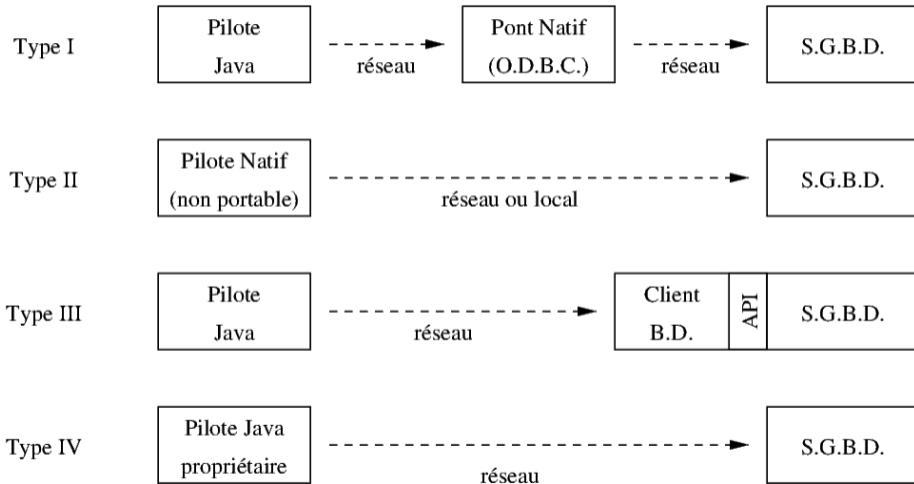 Type I
Pilote
Java
réseau
Pont Natif
(O.D.B.C.)
réseau
S.G.B.D.
Type II
Pilote Natif
(non portable)
réseau ou local
S.G.B.D.
Type III
Pilote
Java
réseau
Client
B.D.
API
S.G.B.D.
Type IV
Pilote Java
propriétaire
réseau
S.G.B.D.